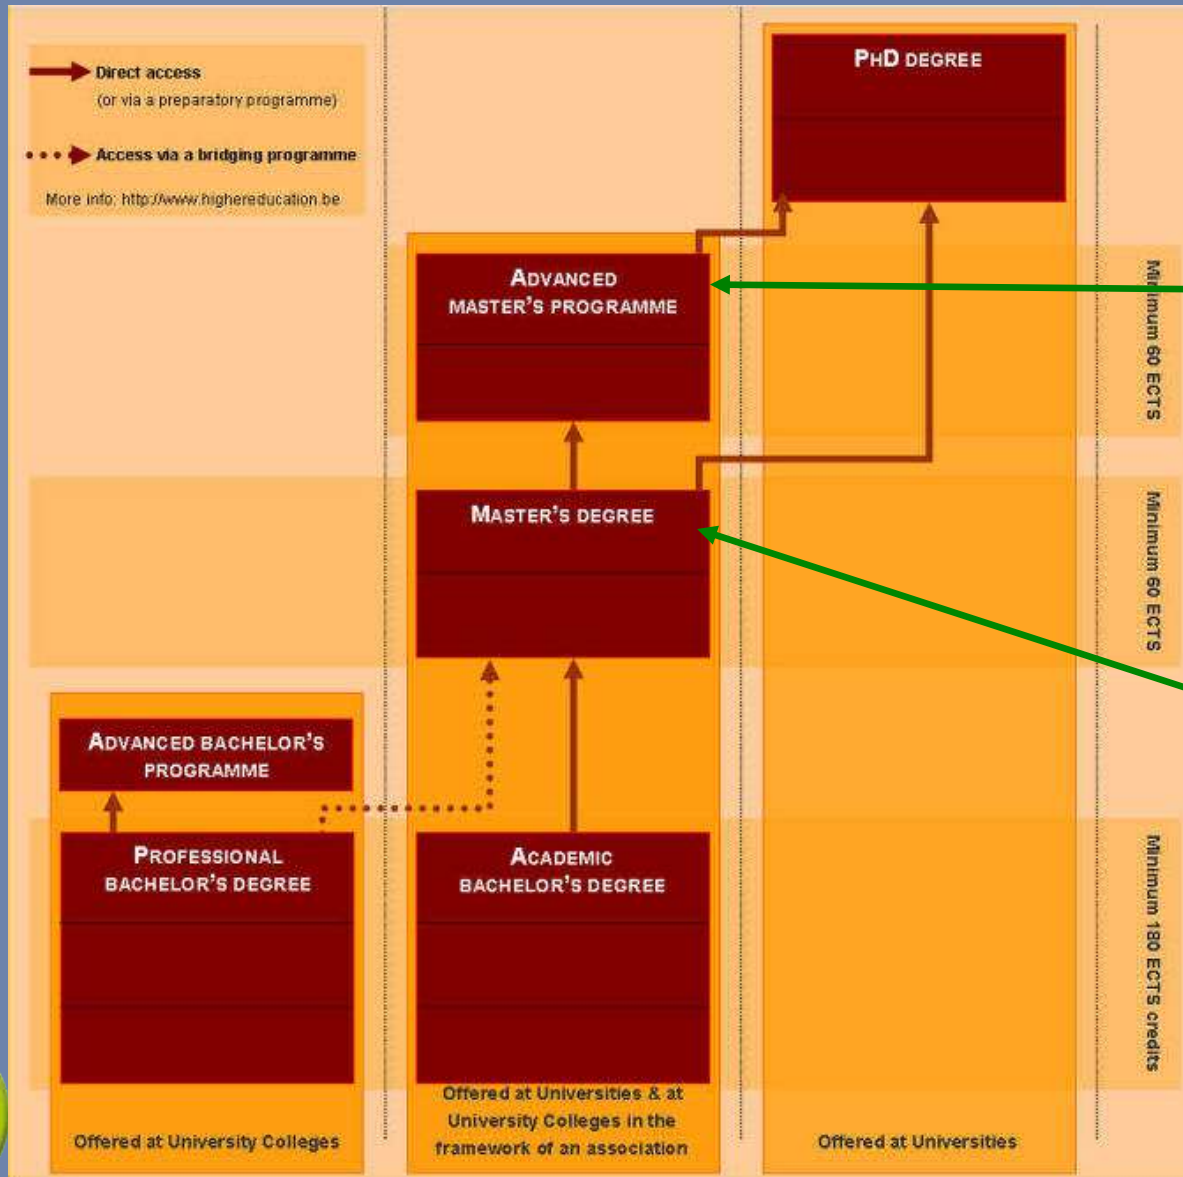 Direct access
(or via a preparatory programme)
Access via a bridging programme
More info: http://www.highereducation.be
PHD DEGREE
ADVANCED
MASTER'S PROGRAMME
Minimum 60 ECTS
MASTER'S DEGREE
Minimum 60 ECTS
ADVANCED BACHELOR'S
PROGRAMME
PROFESSIONAL
BACHELOR'S DEGREE
ACADEMIC
BACHELOR'S DEGREE
Minimum 180 ECTS credits
Offered at University Colleges
Offered at Universities & at
University Colleges in the
framework of an association
Offered at Universities